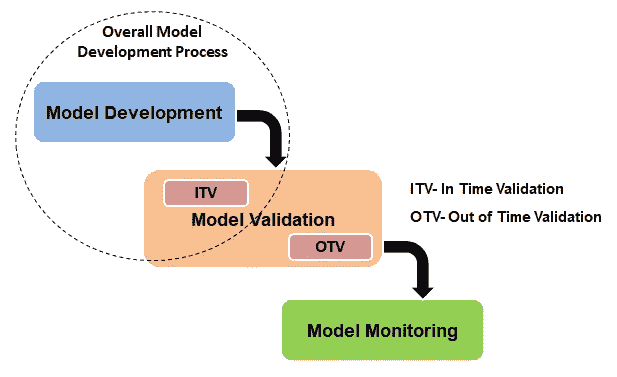 Overall Model
Development Process
Model Development
ITV
Model Validation
OTV
ITV- In Time Validation
OTV- Out of Time Validation
Model Monitoring